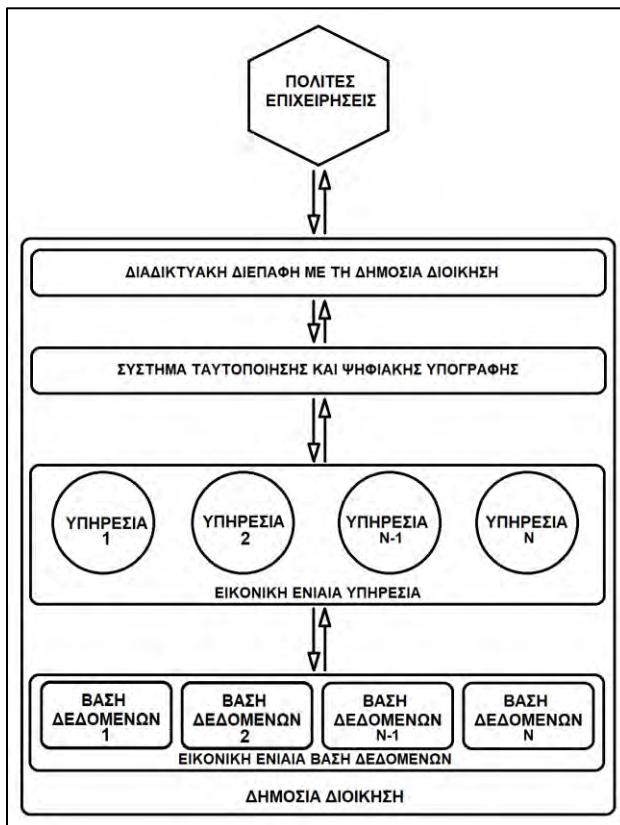 ΠΟΛΙΤΕΣ
ΕΠΙΧΕΙΡΗΣΕΙΣ
ΔΙΑΔΙΚΤΥΑΚΗ ΔΙΕΠΑΦΗ ΜΕ ΤΗ ΔΗΜΟΣΙΑ ΔΙΟΙΚΗΣΗ
ΣΥΣΤΗΜΑ ΤΑΥΤΟΠΟΙΗΣΗΣ ΚΑΙ ΨΗΦΙΑΚΗΣ ΥΠΟΓΡΑΦΗΣ
ΥΠΗΡΕΣΙΑ
1
ΥΠΗΡΕΣΙΑ
2
ΥΠΗΡΕΣΙΑ
Ν-1
ΥΠΗΡΕΣΙΑ
Ν
ΕΙΚΟΝΙΚΗ ΕΝΙΑΙΑ ΥΠΗΡΕΣΙΑ
ΒΑΣΗ
ΔΕΔΟΜΕΝΩΝ
1
ΒΑΣΗ
ΔΕΔΟΜΕΝΩΝ
2
ΒΑΣΗ
ΔΕΔΟΜΕΝΩΝ
Ν-1
ΒΑΣΗ
ΔΕΔΟΜΕΝΩΝ
Ν
ΕΙΚΟΝΙΚΗ ΕΝΙΑΙΑ ΒΑΣΗ ΔΕΔΟΜΕΝΩΝ
ΔΗΜΟΣΙΑ ΔΙΟΙΚΗΣΗ